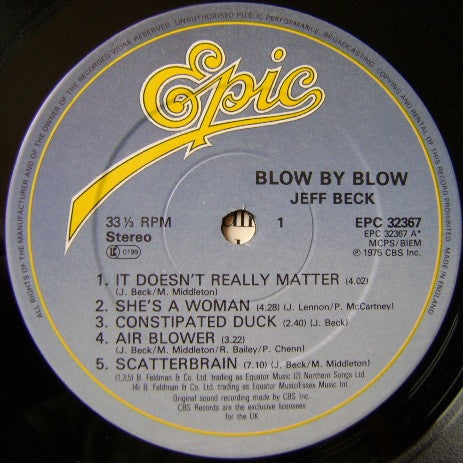 ALL RIGHTS OF THE MANUFACTURER AND OF THE OWNER OF THE RECORDED WORK RESERVED. UNAUTHORISED PUBLIC PERFORMANCE, BROADCASTING, COPYING AND RENTAL OF THIS RECORD PROHIBITED. MADE IN ENGLAND
Epic
BLOW BY BLOW
JEFF BECK
33 ⅓ RPM
Stereo
LC 0199
1
EPC 32367
EPC 32367 A*
MCPS/BIEM
℗ 1975 CBS Inc.
1. IT DOESN'T REALLY MATTER (4.02)
(J. Beck/M. Middleton)
2. SHE'S A WOMAN (4.28) (J. Lennon/P. McCartney)
3. CONSTIPATED DUCK (2.40) (J. Beck)
4. AIR BLOWER (3.22)
(J. Beck/M. Middleton/R. Bailey/P. Chenn)
5. SCATTERBRAIN (7.10) (J. Beck/M. Middleton)
(1,3,5) B. Feldman & Co. Ltd. trading as Equator Music (2) Northern Songs Ltd.
(4) B. Feldman & Co. Ltd. trading as Equator Music/Essex Music Int.
Original sound recording made by CBS Inc.
CBS Records are the exclusive licensees
for the UK